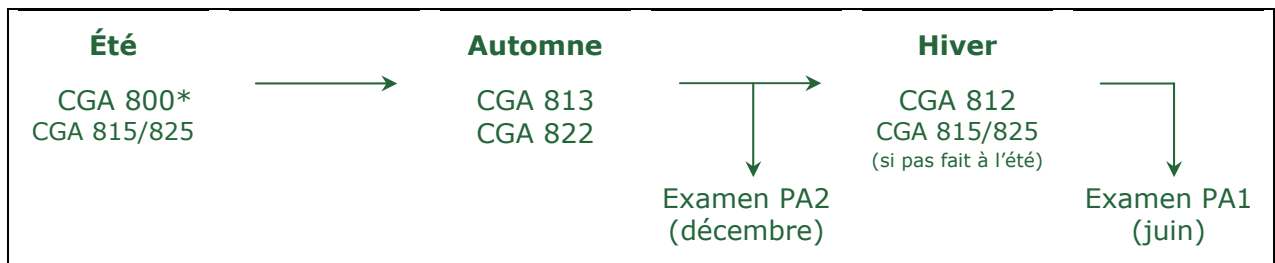 Été
CGA 800*
CGA 815/825
Automne
CGA 813
CGA 822
Examen PA2
(décembre)
Hiver
CGA 812
CGA 815/825
(si pas fait à l'été)
Examen PA1
(juin)